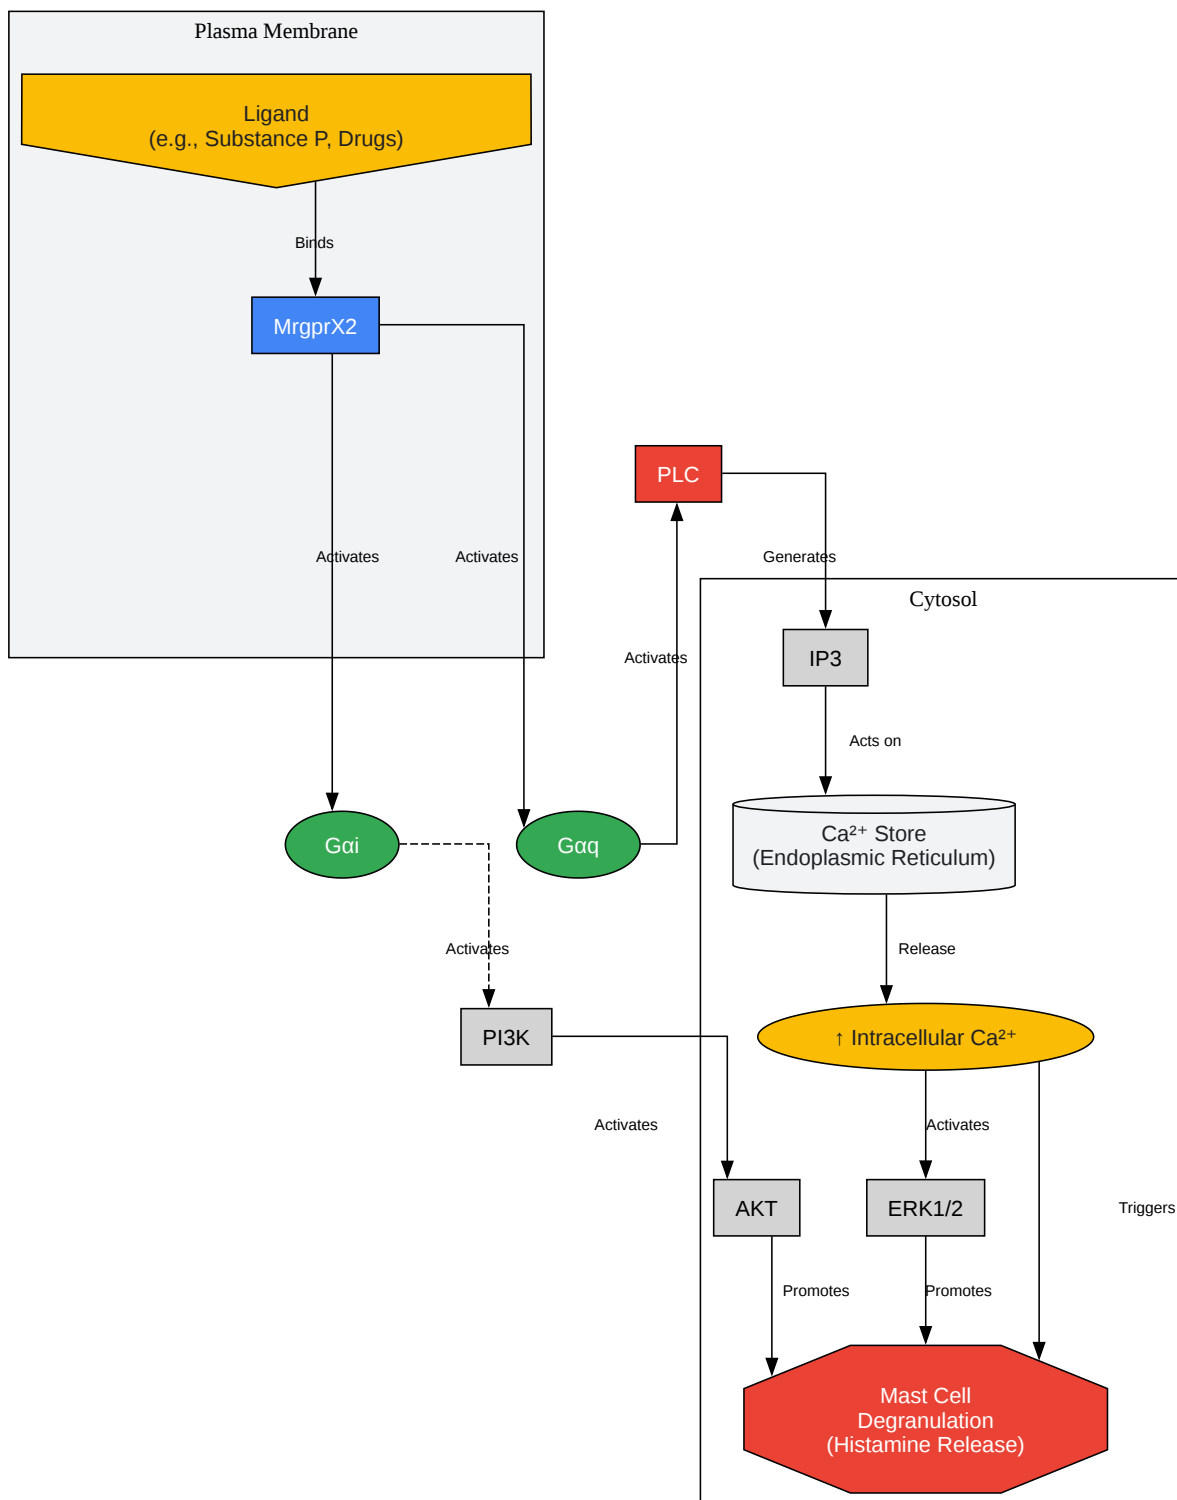 Plasma Membrane
Ligand
(e.g., Substance P, Drugs)
Binds
MrgprX2
PLC
Activates
Activates
Generates
Cytosol
Activates
IP3
Acts on
Ca²⁺ Store
(Endoplasmic Reticulum)
Gαi
Gαq
Activates
Release
PI3K
↑ Intracellular Ca²⁺
Activates
Activates
AKT
ERK1/2
Triggers
Promotes
Promotes
Mast Cell
Degranulation
(Histamine Release)